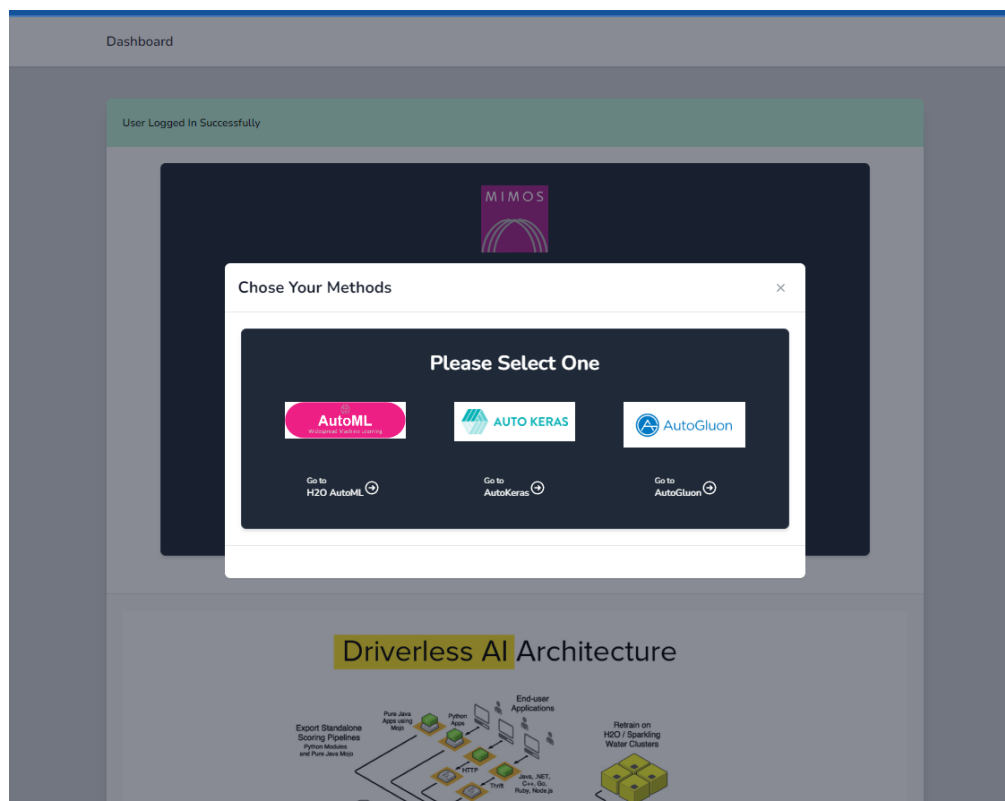 Dashboard
User Logged In Successfully
MIMOS
Chose Your Methods
×
Please Select One
AutoML
Widespread Machine Learning
AUTO KERAS
AutoGluon
Go to
H2O AutoML
Go to
AutoKeras
Go to
AutoGluon
Driverless AI Architecture
End-user
Applications
Pure Java
Apps using
Mojo
Python
Apps
Export Standalone
Scoring Pipelines
Python Modules
and Pure Java Mojo
Retrain on
H2O / Sparkling
Water Clusters
HTTP
Thrift
Java, .NET,
C++, Go,
Ruby, Node.js